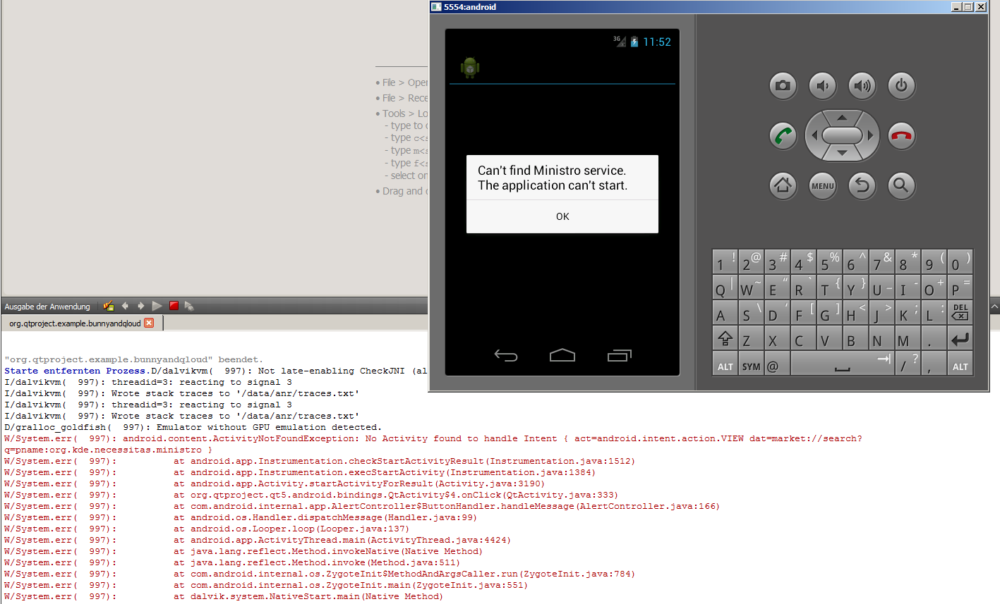 5554:android
3G 11:52
• File > Oper
• File > Rece
• Tools > Lo
- type to
- type c<s
- type m<s
- type f<s
- select on
• Drag and
Can't find Ministro service.
The application can't start.
OK
MENU
1 ! 2 @ 3 # 4 $ 5 % 6 ^ 7 & 8 * 9 ( 0 )
Q | W ~ E “ R ` T { Y } U _ I - O + P =
A S \ D ‘ F [ G ] H < J > K ; L : DEL
Z X C V B N M .
ALT SYM @ / ? , ALT
Ausgabe der Anwendung
org.qtproject.example.bunnyandqloud
"org.qtproject.example.bunnyandqloud" beendet.
Starte entfernten Prozess.D/dalvikvm(  997): Not late-enabling CheckJNI (al
I/dalvikvm(  997): threadid=3: reacting to signal 3
I/dalvikvm(  997): Wrote stack traces to '/data/anr/traces.txt'
I/dalvikvm(  997): threadid=3: reacting to signal 3
I/dalvikvm(  997): Wrote stack traces to '/data/anr/traces.txt'
D/gralloc_goldfish(  997): Emulator without GPU emulation detected.
W/System.err(  997): android.content.ActivityNotFoundException: No Activity found to handle Intent { act=android.intent.action.VIEW dat=market://search?
q=pname:org.kde.necessitas.ministro }
W/System.err(  997):          at android.app.Instrumentation.checkStartActivityResult(Instrumentation.java:1512)
W/System.err(  997):          at android.app.Instrumentation.execStartActivity(Instrumentation.java:1384)
W/System.err(  997):          at android.app.Activity.startActivityForResult(Activity.java:3190)
W/System.err(  997):          at org.qtproject.qt5.android.bindings.QtActivity$4.onClick(QtActivity.java:333)
W/System.err(  997):          at com.android.internal.app.AlertController$ButtonHandler.handleMessage(AlertController.java:166)
W/System.err(  997):          at android.os.Handler.dispatchMessage(Handler.java:99)
W/System.err(  997):          at android.os.Looper.loop(Looper.java:137)
W/System.err(  997):          at android.app.ActivityThread.main(ActivityThread.java:4424)
W/System.err(  997):          at java.lang.reflect.Method.invokeNative(Native Method)
W/System.err(  997):          at java.lang.reflect.Method.invoke(Method.java:511)
W/System.err(  997):          at com.android.internal.os.ZygoteInit$MethodAndArgsCaller.run(ZygoteInit.java:784)
W/System.err(  997):          at com.android.internal.os.ZygoteInit.main(ZygoteInit.java:551)
W/System.err(  997):          at dalvik.system.NativeStart.main(Native Method)